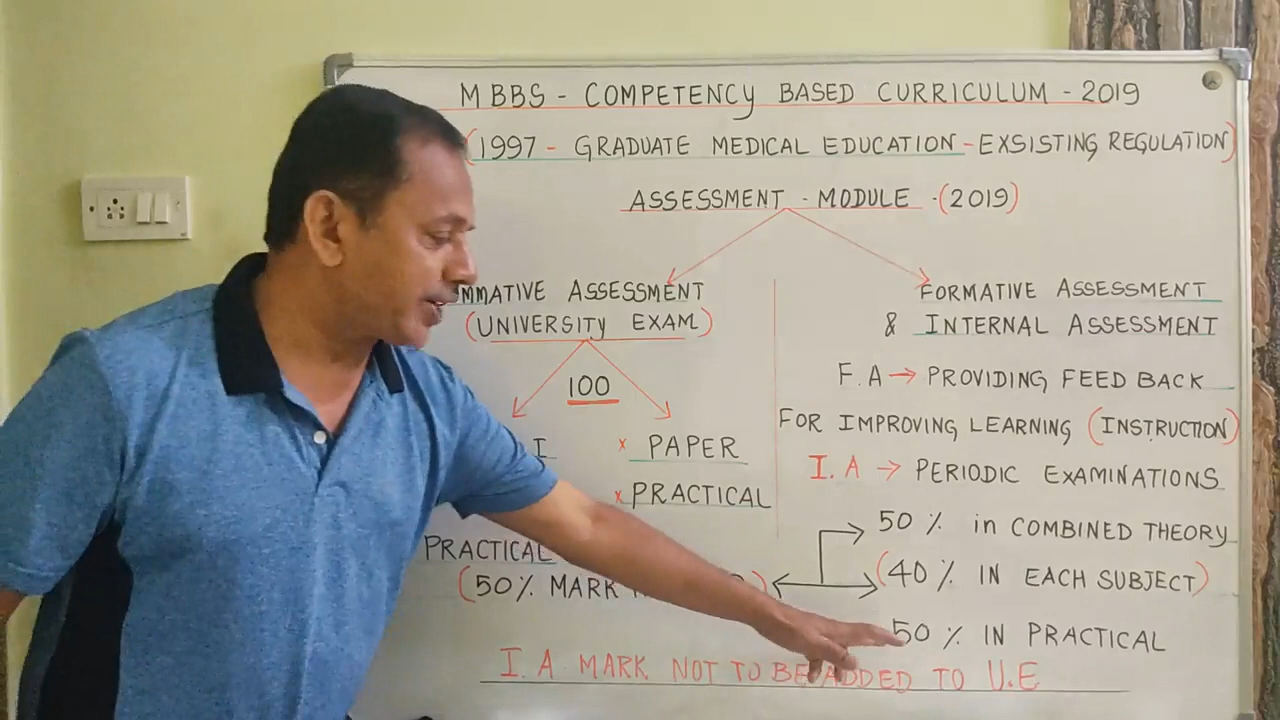 MBBS - COMPETENCY BASED CURRICULUM - 2019
(1997 - GRADUATE MEDICAL EDUCATION - EXSISTING REGULATION)
ASSESSMENT - MODULE - (2019)
MMATIVE ASSESSMENT
(UNIVERSITY EXAM)
100
I
x PAPER
x PRACTICAL
PRACTICAL
(50% MARK
FORMATIVE ASSESSMENT
& INTERNAL ASSESSMENT
F.A → PROVIDING FEED BACK
FOR IMPROVING LEARNING (INSTRUCTION)
I.A → PERIODIC EXAMINATIONS
50 % in COMBINED THEORY
(40 % IN EACH SUBJECT)
50 % IN PRACTICAL
I.A MARK NOT TO BE ADDED TO U.E